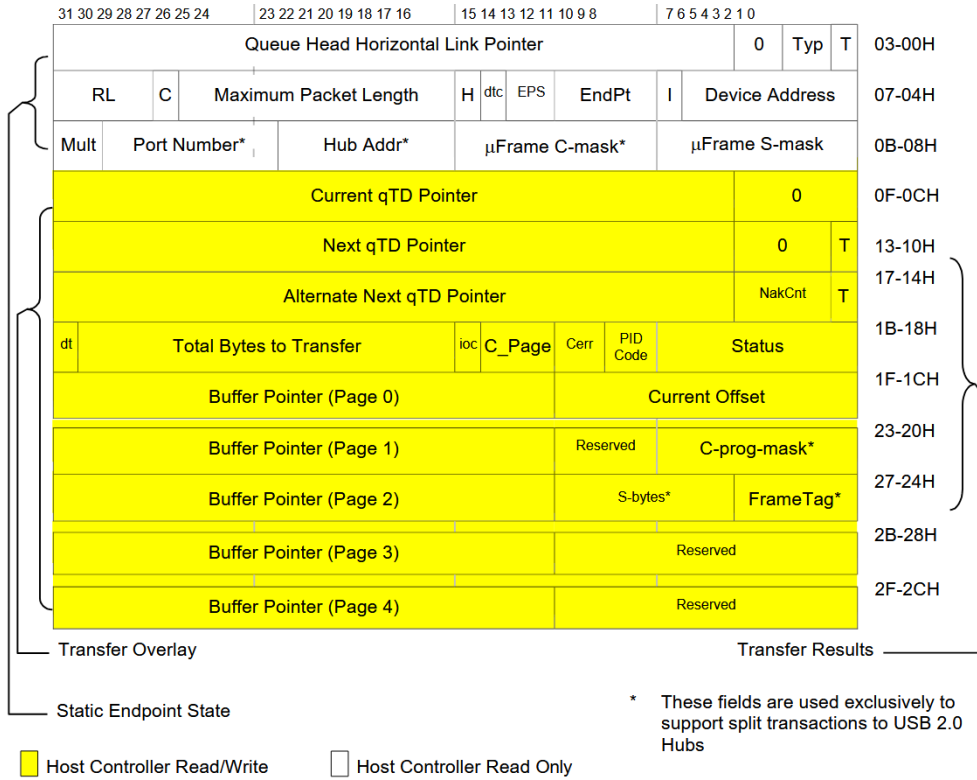 31 30 29 28 27 26 25 24 23 22 21 20 19 18 17 16 15 14 13 12 11 10 9 8 7 6 5 4 3 2 1 0
Queue Head Horizontal Link Pointer 0 Typ T 03-00H
RL C Maximum Packet Length H dtc EPS EndPt I Device Address 07-04H
Mult Port Number* Hub Addr* µFrame C-mask* µFrame S-mask 0B-08H
Current qTD Pointer 0 0F-0CH
Next qTD Pointer 0 T 13-10H
Alternate Next qTD Pointer NakCnt T 17-14H
dt Total Bytes to Transfer ioc C_Page Cerr PID Code Status 1B-18H
Buffer Pointer (Page 0) Current Offset 1F-1CH
Buffer Pointer (Page 1) Reserved C-prog-mask* 23-20H
Buffer Pointer (Page 2) S-bytes* FrameTag* 27-24H
Buffer Pointer (Page 3) Reserved 2B-28H
Buffer Pointer (Page 4) Reserved 2F-2CH
Transfer Overlay Transfer Results
Static Endpoint State
* These fields are used exclusively to
support split transactions to USB 2.0
Hubs
Host Controller Read/Write Host Controller Read Only